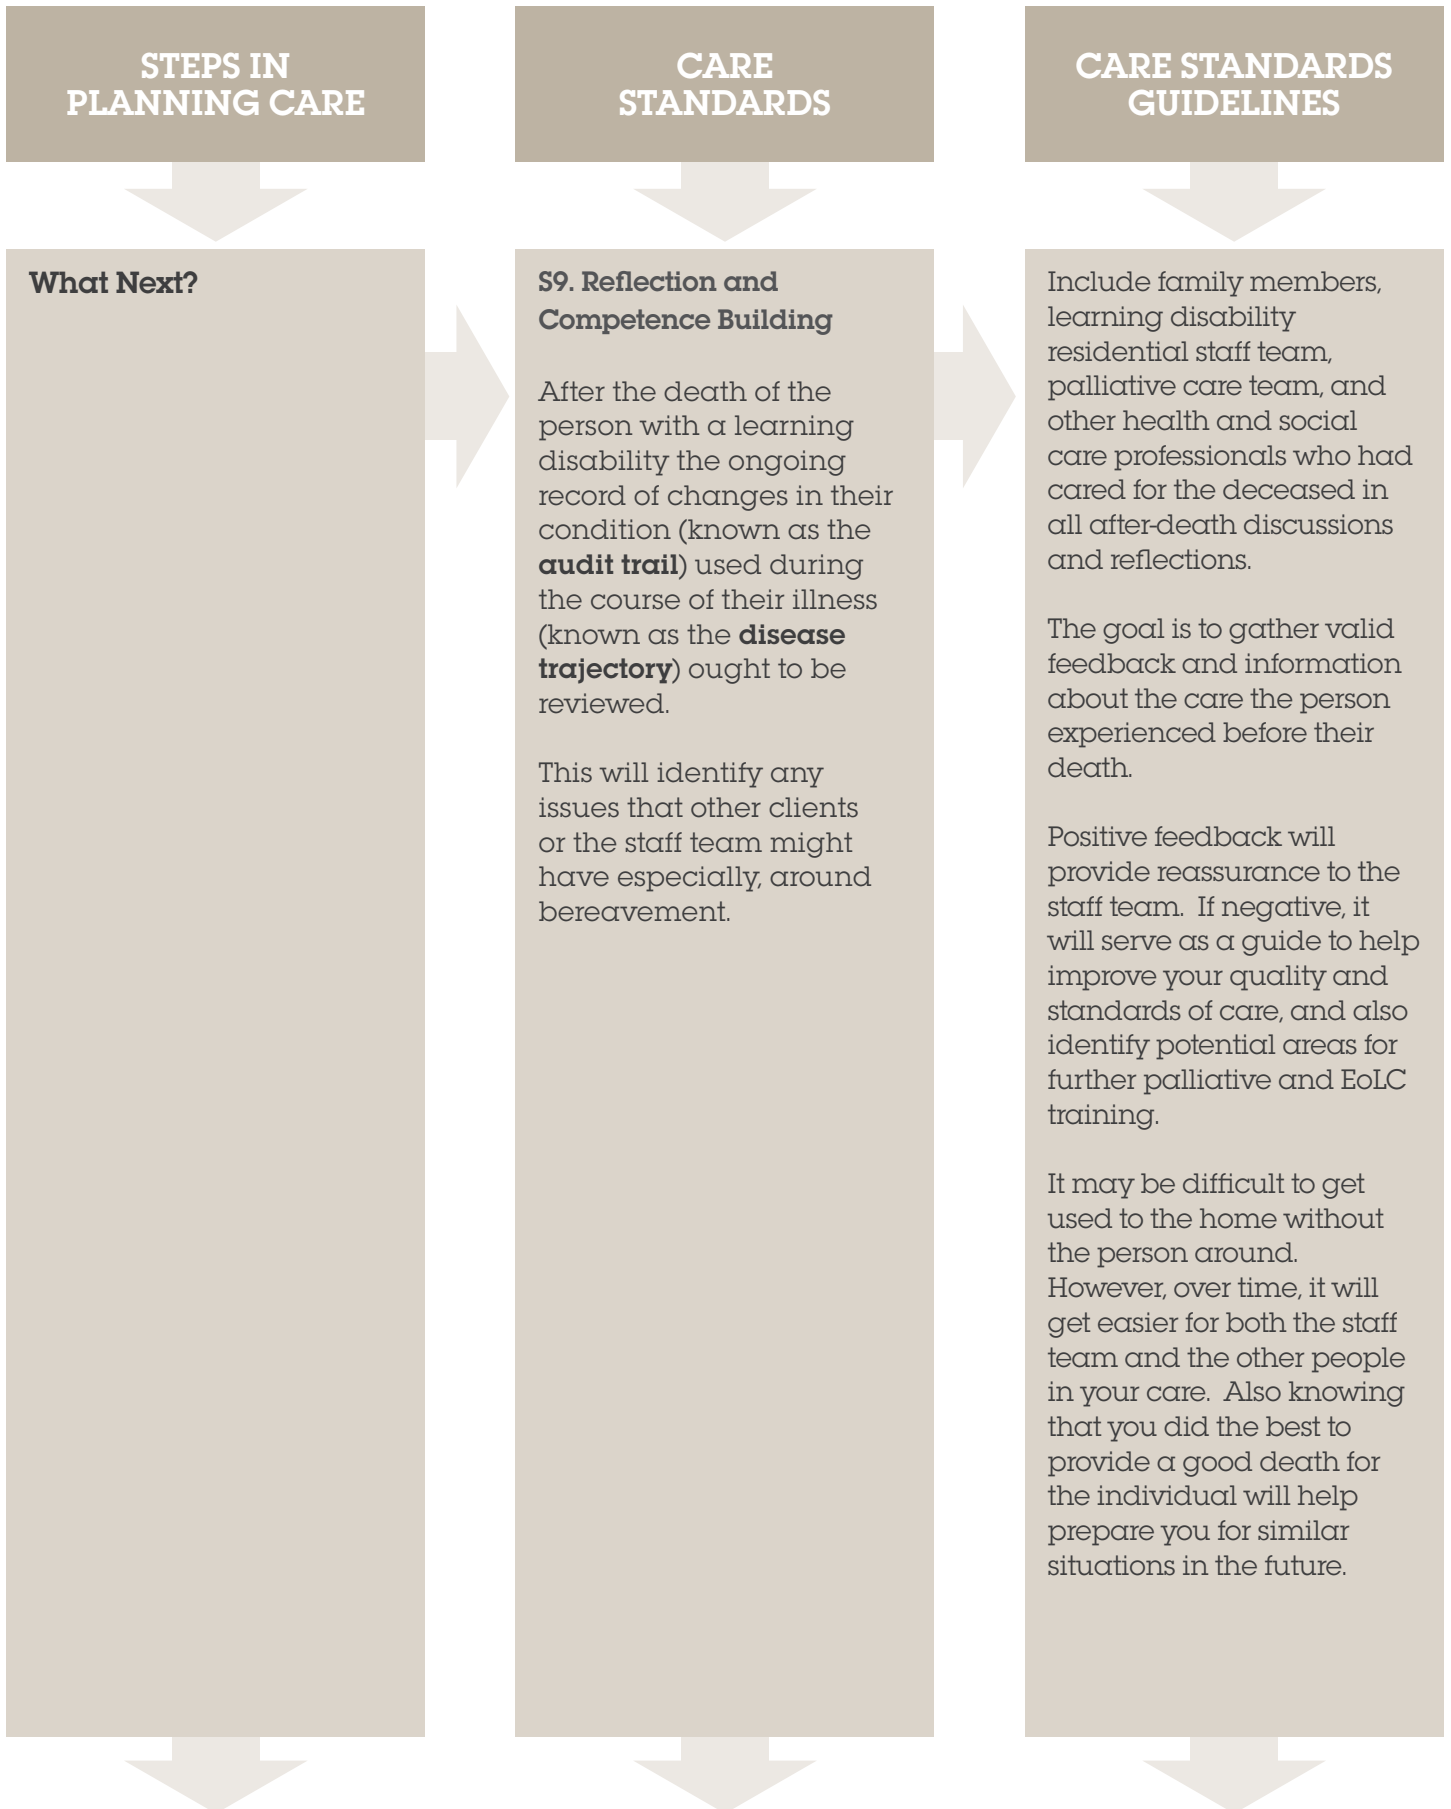 STEPS IN
PLANNING CARE
CARE
STANDARDS
CARE STANDARDS
GUIDELINES
What Next?
S9. Reflection and
Competence Building
After the death of the
person with a learning
disability the ongoing
record of changes in their
condition (known as the
audit trail) used during
the course of their illness
(known as the disease
trajectory) ought to be
reviewed.
This will identify any
issues that other clients
or the staff team might
have especially, around
bereavement.
Include family members,
learning disability
residential staff team,
palliative care team, and
other health and social
care professionals who had
cared for the deceased in
all after-death discussions
and reflections.
The goal is to gather valid
feedback and information
about the care the person
experienced before their
death.
Positive feedback will
provide reassurance to the
staff team.  If negative, it
will serve as a guide to help
improve your quality and
standards of care, and also
identify potential areas for
further palliative and EoLC
training.
It may be difficult to get
used to the home without
the person around.
However, over time, it will
get easier for both the staff
team and the other people
in your care.  Also knowing
that you did the best to
provide a good death for
the individual will help
prepare you for similar
situations in the future.